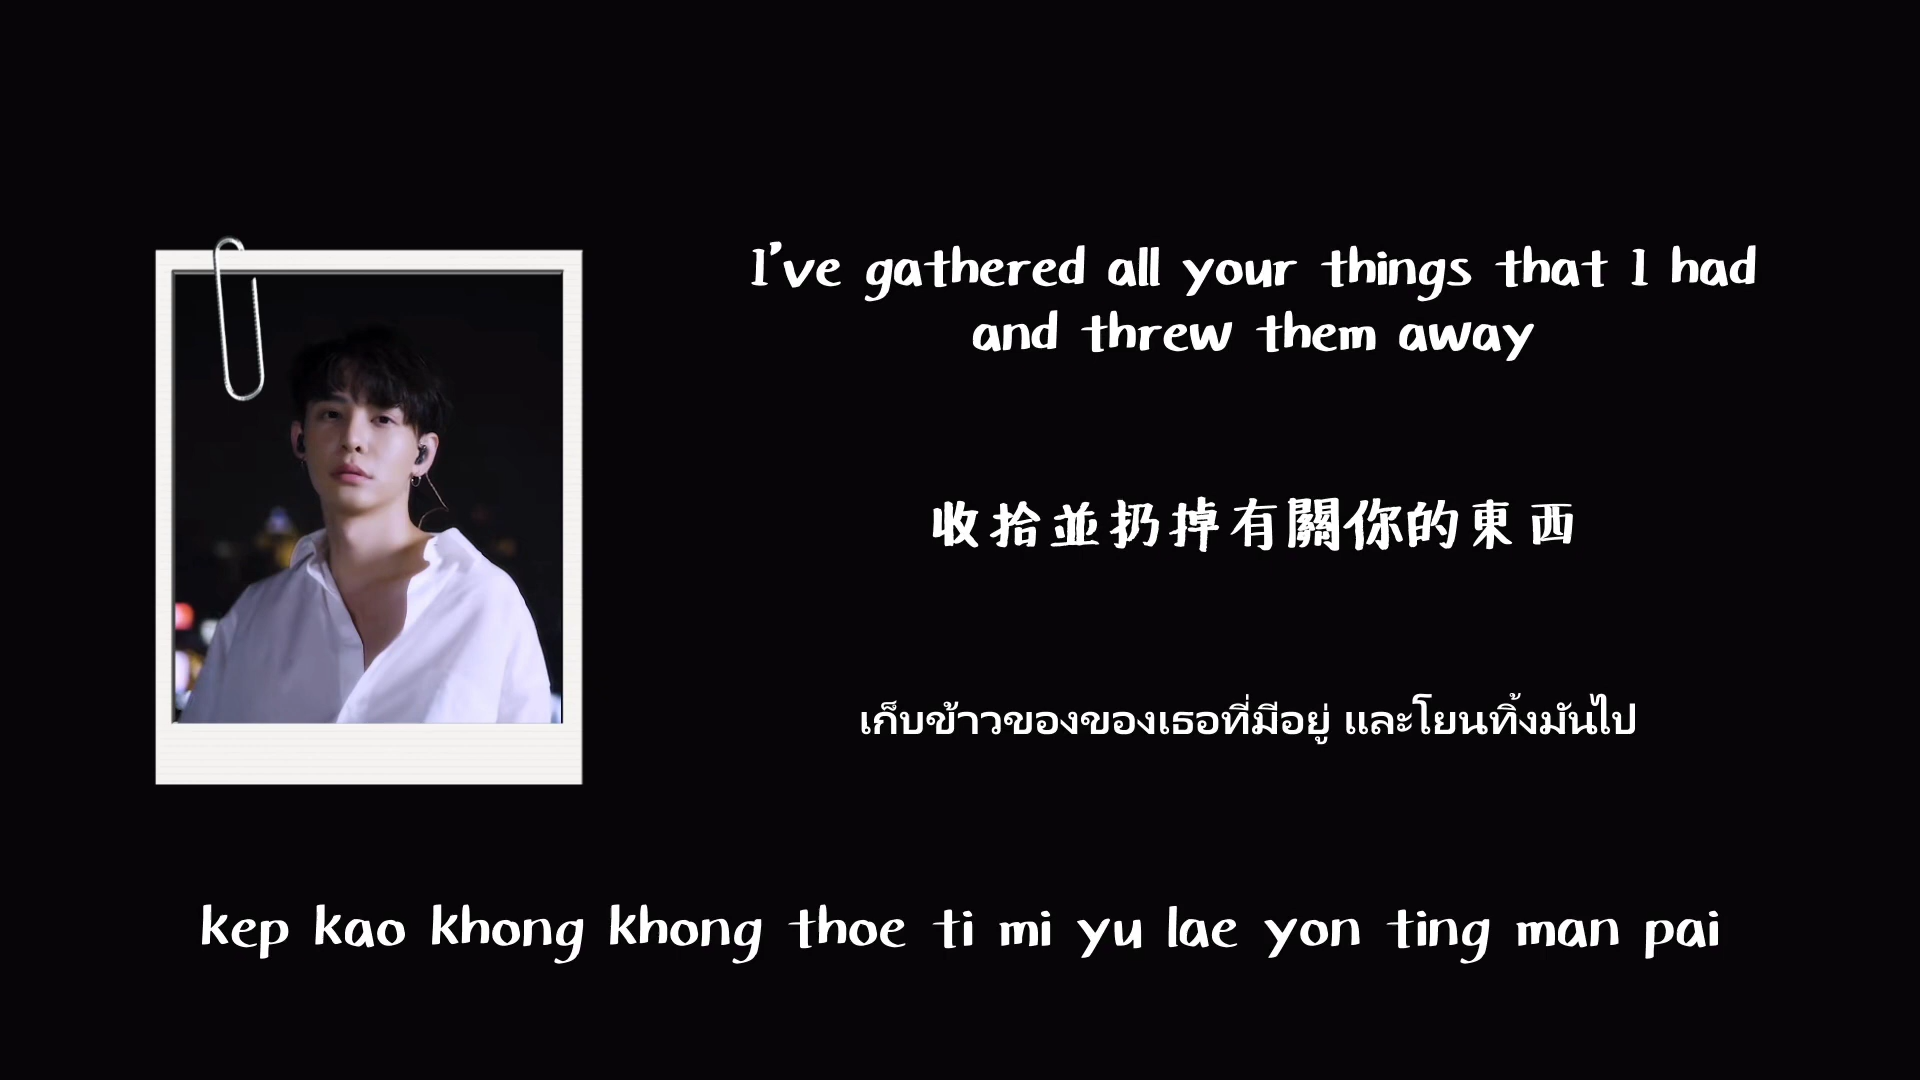 I've gathered all your things that I had
and threw them away
收拾並扔掉有關你的東西
เก็บข้าวของของเธอที่มีอยู่ และโยนทิ้งมันไป
kep kao khong khong thoe ti mi yu lae yon ting man pai